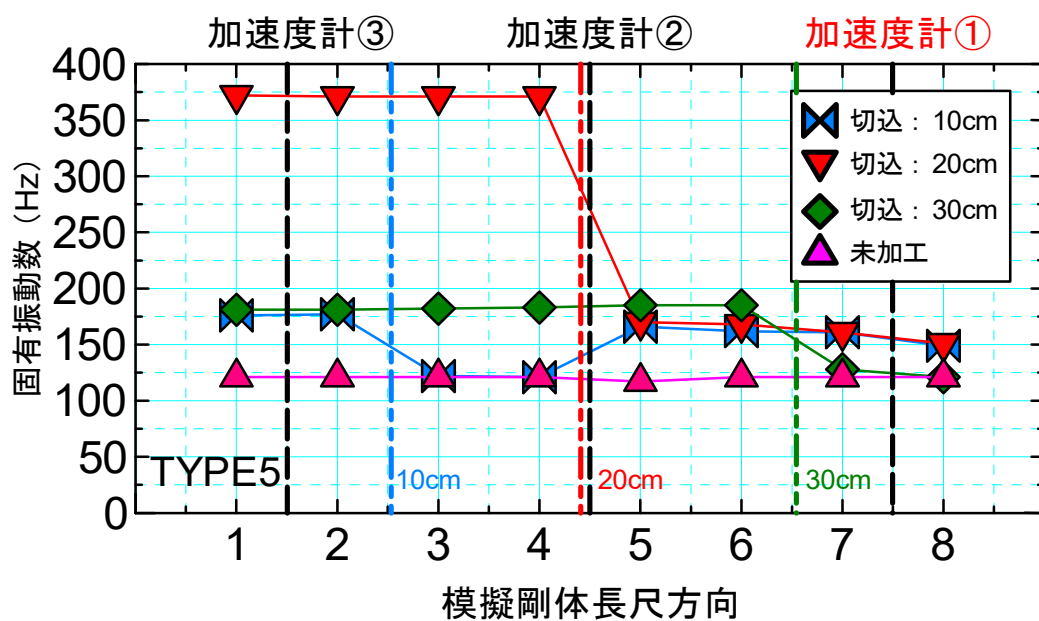 加速度計③ 加速度計② 加速度計①
400
350
300
250
200
150
100
50
0
固有振動数(Hz)
切込:10cm
切込:20cm
切込:30cm
未加工
TYPE5
10cm
20cm
30cm
1 2 3 4 5 6 7 8
模擬剛体長尺方向